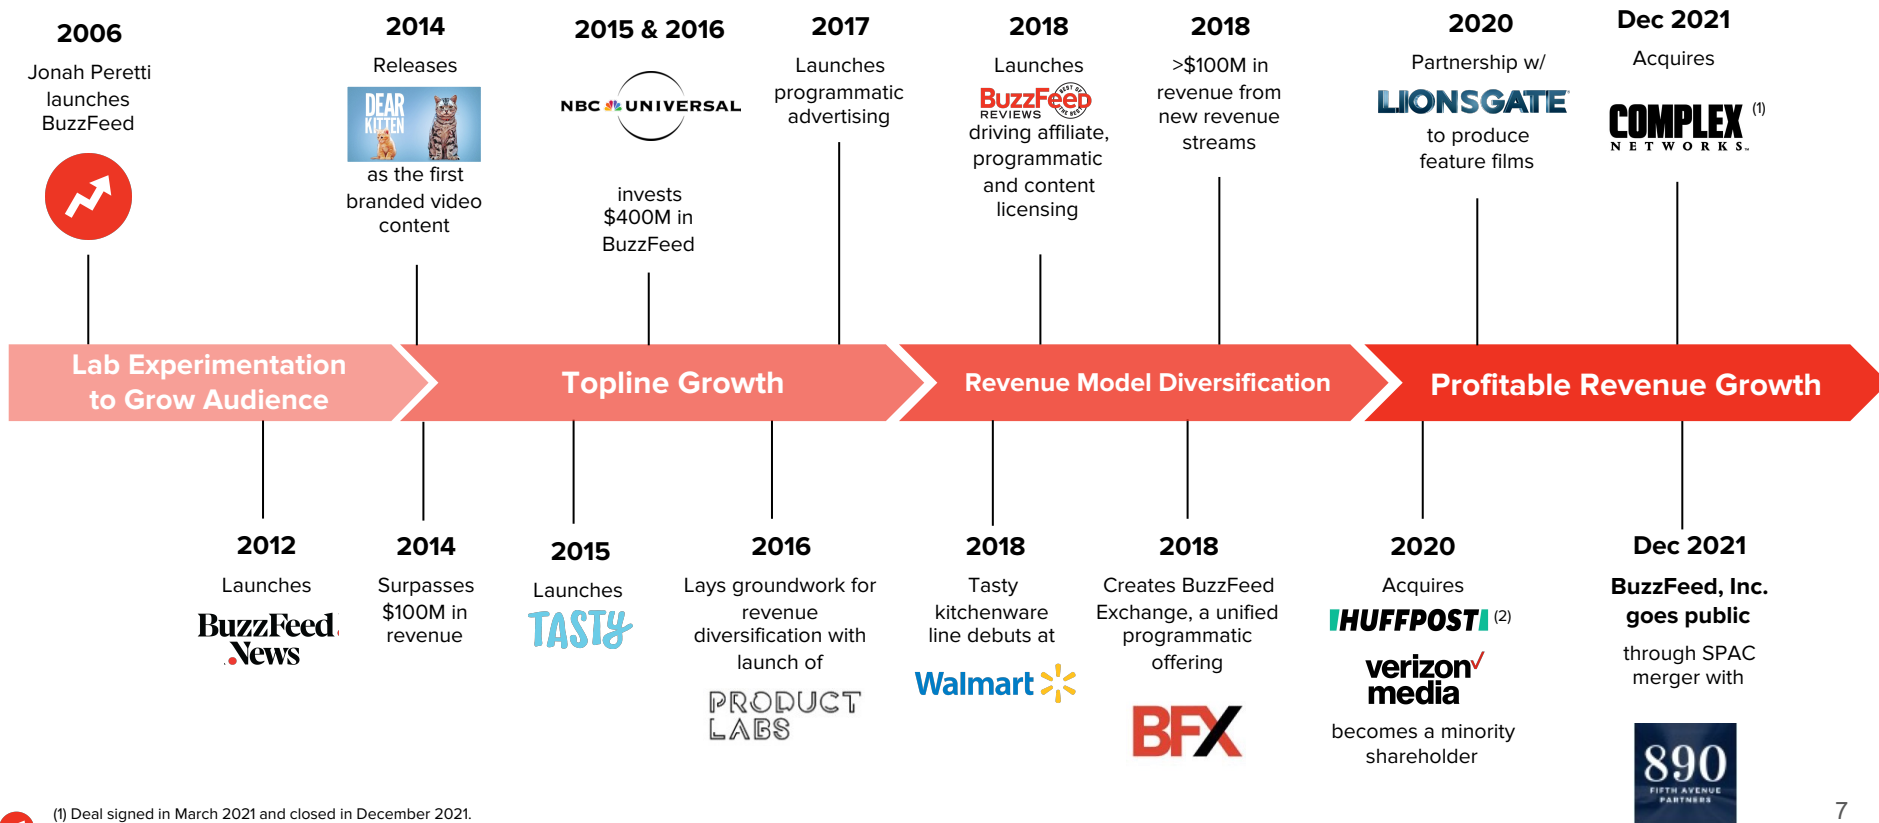 2006
Jonah Peretti
launches
BuzzFeed
2014
Releases
DEAR
KITTEN
as the first
branded video
content
2015 & 2016
NBC UNIVERSAL
invests
$400M in
BuzzFeed
2017
Launches
programmatic
advertising
2018
Launches
BuzzFeed
REVIEWS
BEST OF THE BEST
driving affiliate,
programmatic
and content
licensing
2018
>$100M in
revenue from
new revenue
streams
2020
Partnership w/
LIONSGATE
to produce
feature films
Dec 2021
Acquires
COMPLEX (1)
NETWORKS
Lab Experimentation
to Grow Audience
Topline Growth
Revenue Model Diversification
Profitable Revenue Growth
2012
Launches
BuzzFeed
News
2014
Surpasses
$100M in
revenue
2015
Launches
TASTY
2016
Lays groundwork for
revenue
diversification with
launch of
PRODUCT
LABS
2018
Tasty
kitchenware
line debuts at
Walmart
2018
Creates BuzzFeed
Exchange, a unified
programmatic
offering
BFX
2020
Acquires
HUFFPOST (2)
verizon
media
becomes a minority
shareholder
Dec 2021
BuzzFeed, Inc.
goes public
through SPAC
merger with
890
FIFTH AVENUE
PARTNERS
(1) Deal signed in March 2021 and closed in December 2021.
7